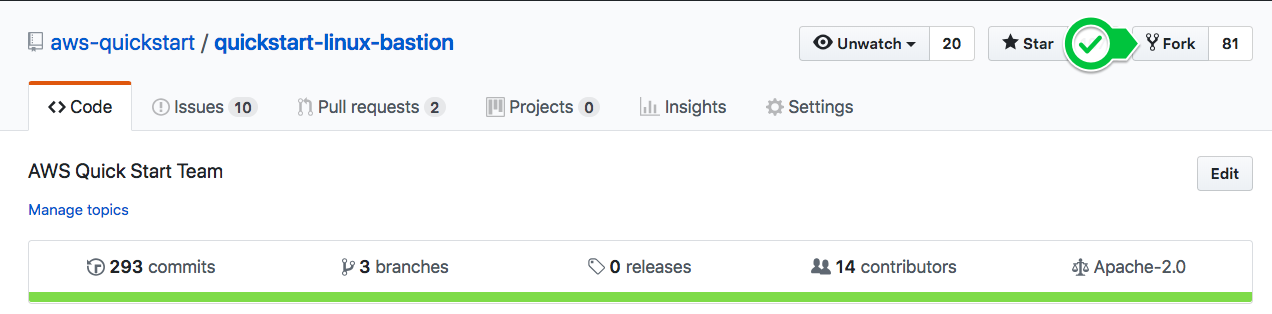 aws-quickstart / quickstart-linux-bastion Unwatch 20 Star Fork 81
Code Issues 10 Pull requests 2 Projects 0 Insights Settings
AWS Quick Start Team Edit
Manage topics
293 commits 3 branches 0 releases 14 contributors Apache-2.0